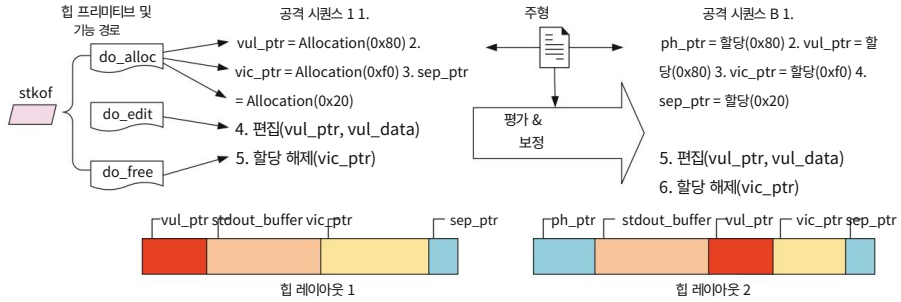 힙 프리미티브 및
기능 경로
stkof
do_alloc
do_edit
do_free
공격 시퀀스 1 1.
vul_ptr = Allocation(0x80) 2.
vic_ptr = Allocation(0xf0) 3. sep_ptr
= Allocation(0x20)
4. 편집(vul_ptr, vul_data)
5. 할당 해제(vic_ptr)
주형
평가 &
보정
공격 시퀀스 B 1.
ph_ptr = 할당(0x80) 2. vul_ptr = 할
당(0x80) 3. vic_ptr = 할당(0xf0) 4.
sep_ptr = 할당(0x20)
5. 편집(vul_ptr, vul_data)
6. 할당 해제(vic_ptr)
vul_ptr stdout_buffer vic_ptr sep_ptr
힙 레이아웃 1
ph_ptr stdout_buffer vul_ptr vic_ptr sep_ptr
힙 레이아웃 2